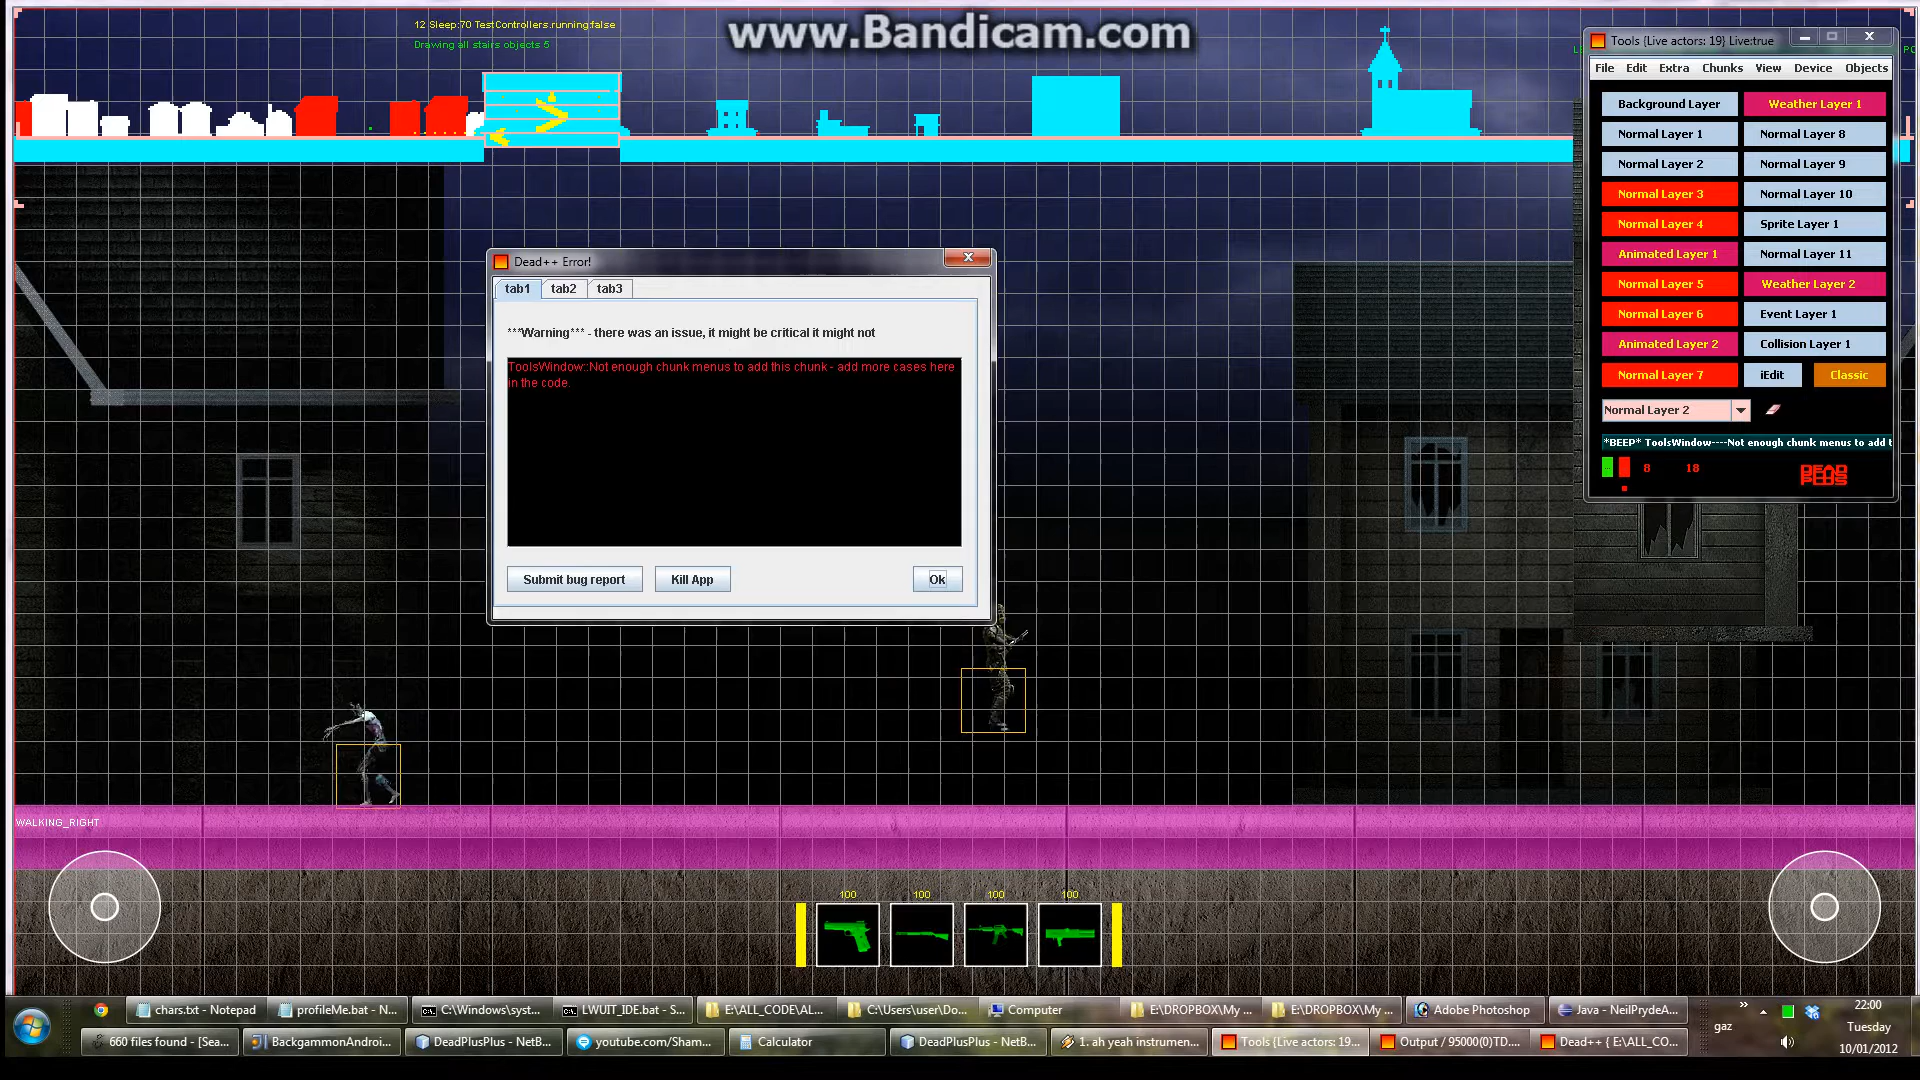 12 Sleep:70 TestControllers.running:false
Drawing all stairs objects 5
www.Bandicam.com
Tools {Live actors: 19} Live:true
File Edit Extra Chunks View Device Objects
Background Layer Weather Layer 1
Normal Layer 1 Normal Layer 8
Normal Layer 2 Normal Layer 9
Normal Layer 3 Normal Layer 10
Normal Layer 4 Sprite Layer 1
Animated Layer 1 Normal Layer 11
Normal Layer 5 Weather Layer 2
Normal Layer 6 Event Layer 1
Animated Layer 2 Collision Layer 1
Normal Layer 7 iEdit Classic
Normal Layer 2
*BEEP* ToolsWindow----Not enough chunk menus to add t
8 18
Dead++ Error!
tab1 tab2 tab3
***Warning*** - there was an issue, it might be critical it might not
ToolsWindow::Not enough chunk menus to add this chunk - add more cases here
in the code.
Submit bug report Kill App Ok
WALKING_RIGHT
100 100 100 100
chars.txt - Notepad profileMe.bat - N... C:\Windows\syst... LWUIT_IDE.bat - S... E:\ALL_CODE\AL... C:\Users\user\Do... Computer E:\DROPBOX\My ... E:\DROPBOX\My ... Adobe Photoshop Java - NeilPrydeA...
660 files found - [Sea... BackgammonAndroi... DeadPlusPlus - NetB... youtube.com/Sham... Calculator DeadPlusPlus - NetB... 1. ah yeah instrumen... Tools {Live actors: 19... Output / 95000(0)TD.... Dead++ { E:\ALL_CO...
gaz
22:00
Tuesday
10/01/2012